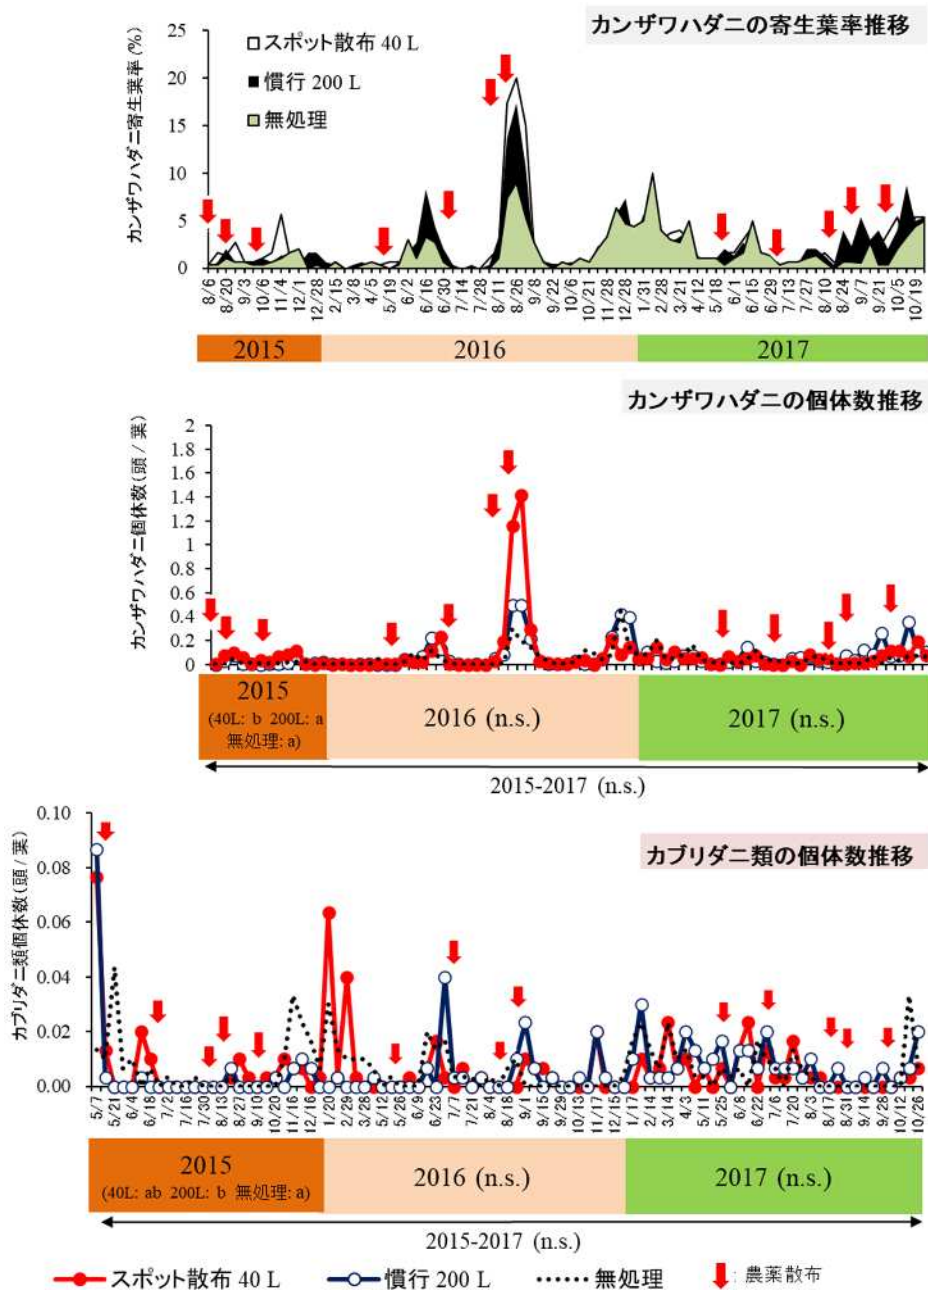 カンザワハダニの寄生葉率推移
カンザワハダニ寄生葉率(%)
25
20
15
10
5
0
スポット散布 40 L
慣行 200 L
無処理
8/6 8/20 9/3 10/6 11/4 12/1 12/28 2/15 3/8 4/5 5/19 6/2 6/16 6/30 7/14 7/28 8/11 8/26 9/8 9/22 10/6 10/21 11/28 12/28 1/31 2/28 3/21 4/12 5/18 6/1 6/15 6/29 7/13 7/27 8/10 8/24 9/7 9/21 10/5 10/19
2015 2016 2017
カンザワハダニの個体数推移
カンザワハダニ個体数(頭 / 葉)
2
1.8
1.6
1.4
1.2
1
0.8
0.6
0.4
0.2
0
2015
(40L: b 200L: a
無処理: a)
2016 (n.s.)
2017 (n.s.)
2015-2017 (n.s.)
カブリダニ類の個体数推移
カブリダニ類個体数(頭 / 葉)
0.10
0.08
0.06
0.04
0.02
0.00
5/7 5/21 6/4 6/18 7/2 7/16 7/30 8/13 8/27 9/10 10/20 11/16 12/16 1/20 2/29 3/28 5/12 5/26 6/9 6/23 7/7 7/21 8/4 8/18 9/1 9/15 9/29 10/13 11/17 12/15 1/11 2/14 3/14 4/3 5/11 5/25 6/8 6/22 7/6 7/20 8/3 8/17 8/31 9/14 9/28 10/12 10/26
2015
(40L: ab 200L: b 無処理: a)
2016 (n.s.)
2017 (n.s.)
2015-2017 (n.s.)
スポット散布 40 L 慣行 200 L 無処理 : 農薬散布